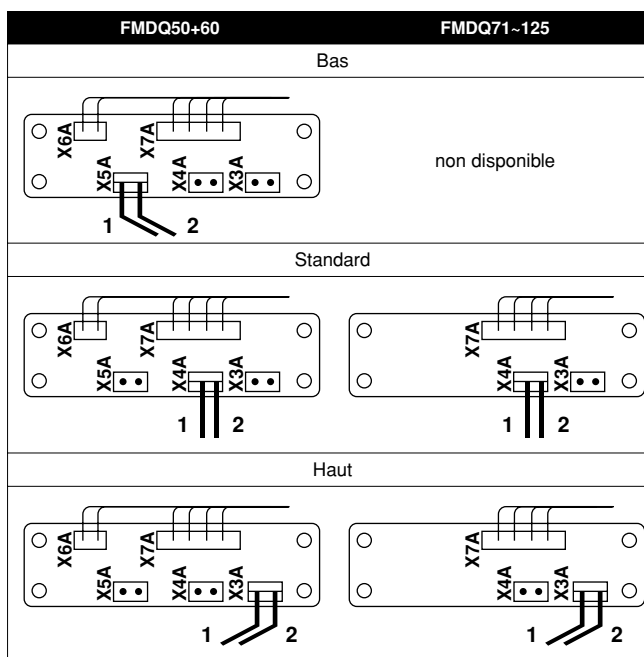 FMDQ50+60 FMDQ71~125
Bas
X6A X7A
X5A X4A X3A
1 2
non disponible
Standard
X6A X7A X7A
X5A X4A X3A X4A X3A
1 2 1 2
Haut
X6A X7A X7A
X5A X4A X3A X4A X3A
1 2 1 2